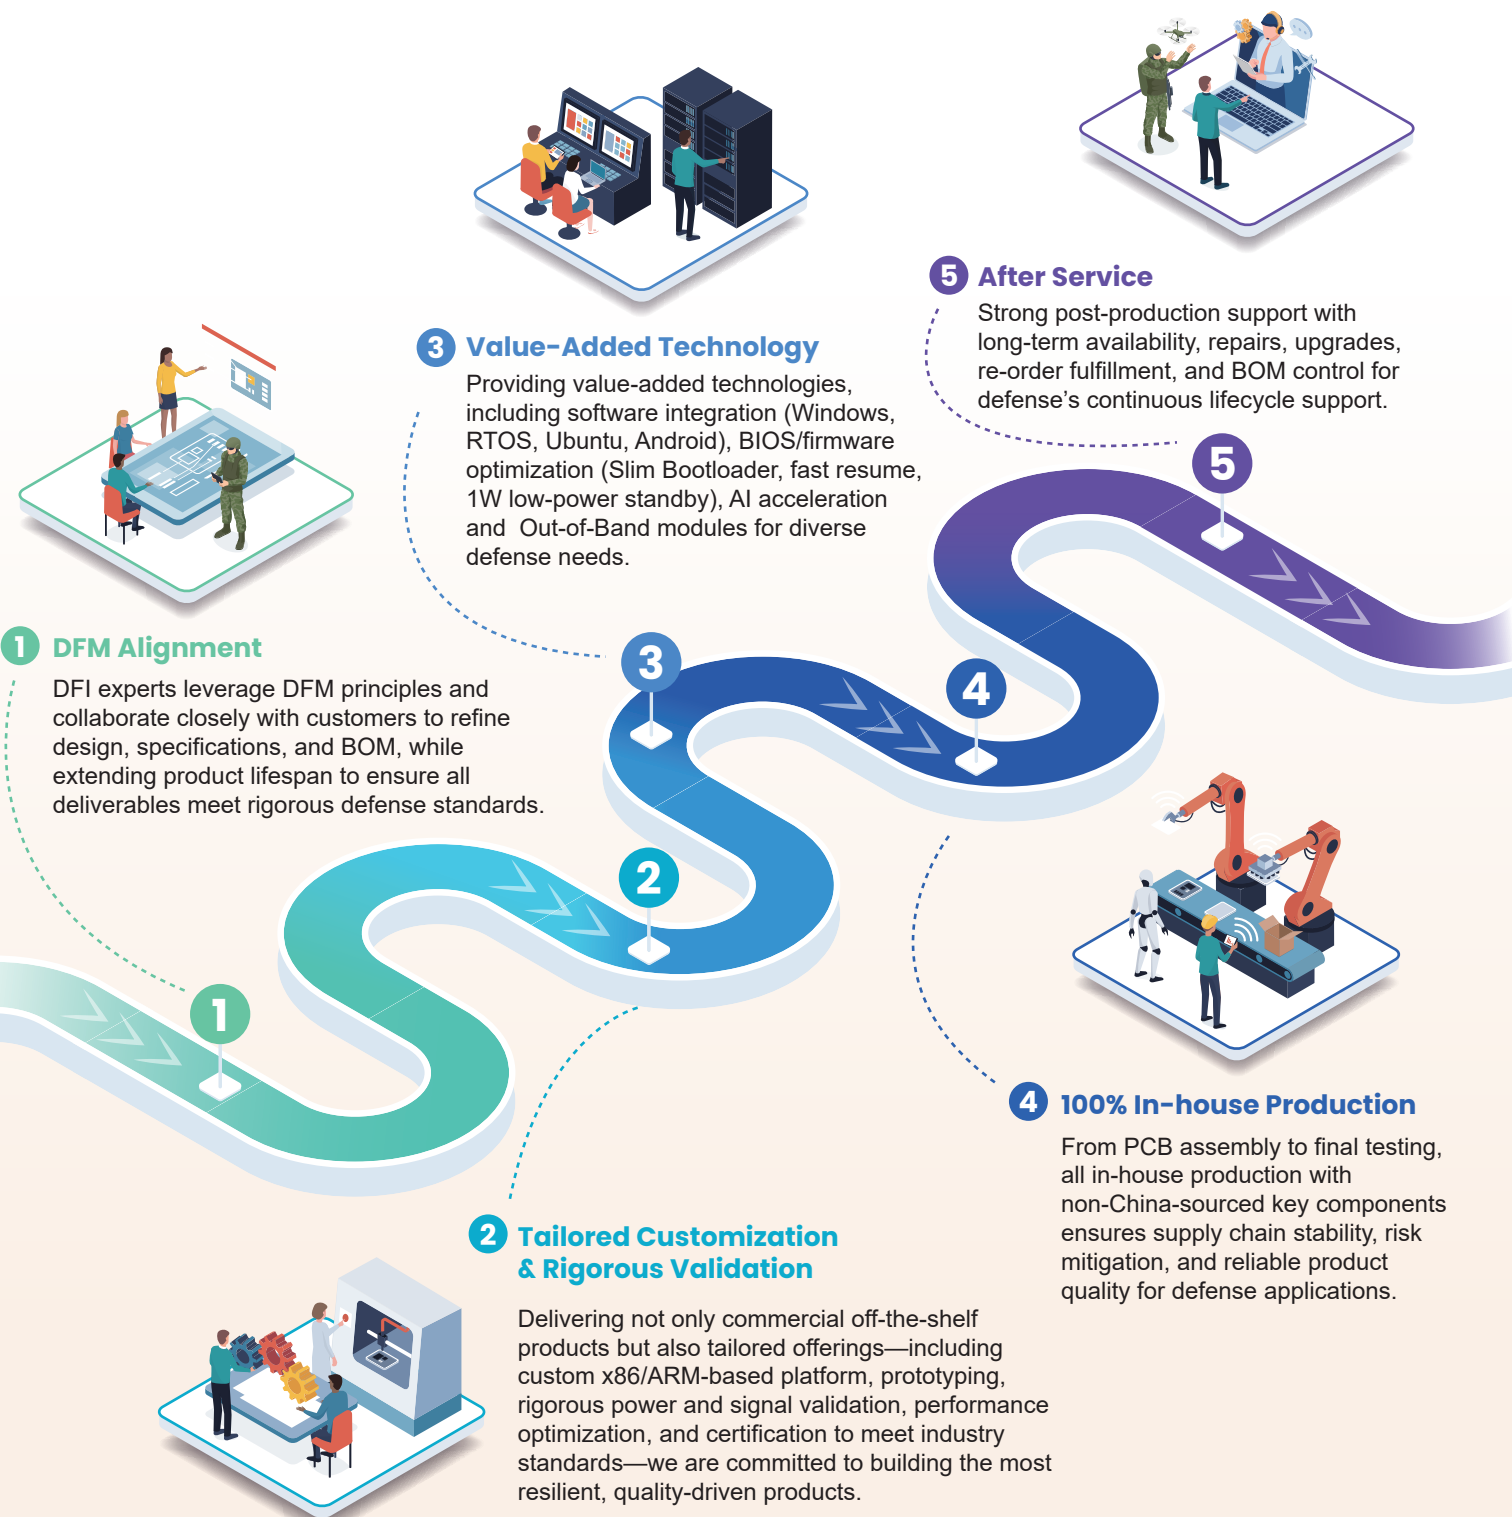 1 DFM Alignment
DFI experts leverage DFM principles and
collaborate closely with customers to refine
design, specifications, and BOM, while
extending product lifespan to ensure all
deliverables meet rigorous defense standards.
2 Tailored Customization
& Rigorous Validation
Delivering not only commercial off-the-shelf
products but also tailored offerings—including
custom x86/ARM-based platform, prototyping,
rigorous power and signal validation, performance
optimization, and certification to meet industry
standards—we are committed to building the most
resilient, quality-driven products.
3 Value-Added Technology
Providing value-added technologies,
including software integration (Windows,
RTOS, Ubuntu, Android), BIOS/firmware
optimization (Slim Bootloader, fast resume,
1W low-power standby), AI acceleration
and  Out-of-Band modules for diverse
defense needs.
4 100% In-house Production
From PCB assembly to final testing,
all in-house production with
non-China-sourced key components
ensures supply chain stability, risk
mitigation, and reliable product
quality for defense applications.
5 After Service
Strong post-production support with
long-term availability, repairs, upgrades,
re-order fulfillment, and BOM control for
defense’s continuous lifecycle support.
1
2
3
4
5